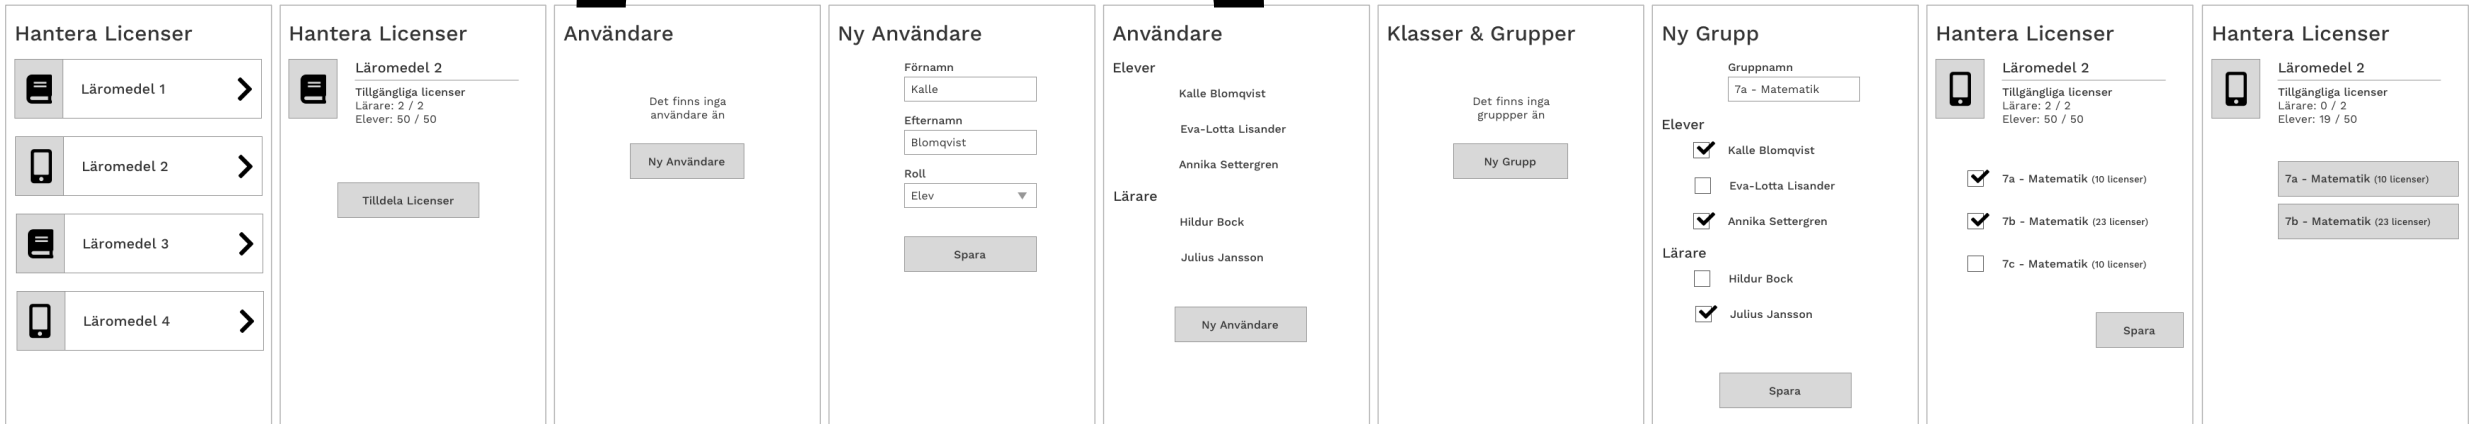 Hantera Licenser
Läromedel 1
Läromedel 2
Läromedel 3
Läromedel 4
Hantera Licenser
Läromedel 2
Tillgängliga licenser
Lärare: 2 / 2
Elever: 50 / 50
Tilldela Licenser
Användare
Det finns inga
användare än
Ny Användare
Ny Användare
Förnamn
Kalle
Efternamn
Blomqvist
Roll
Elev
Spara
Användare
Elever
Kalle Blomqvist
Eva-Lotta Lisander
Annika Settergren
Lärare
Hildur Bock
Julius Jansson
Ny Användare
Klasser & Grupper
Det finns inga
gruppper än
Ny Grupp
Ny Grupp
Gruppnamn
7a - Matematik
Elever
Kalle Blomqvist
Eva-Lotta Lisander
Annika Settergren
Lärare
Hildur Bock
Julius Jansson
Spara
Hantera Licenser
Läromedel 2
Tillgängliga licenser
Lärare: 2 / 2
Elever: 50 / 50
7a - Matematik (10 licenser)
7b - Matematik (23 licenser)
7c - Matematik (10 licenser)
Spara
Hantera Licenser
Läromedel 2
Tillgängliga licenser
Lärare: 0 / 2
Elever: 19 / 50
7a - Matematik (10 licenser)
7b - Matematik (23 licenser)